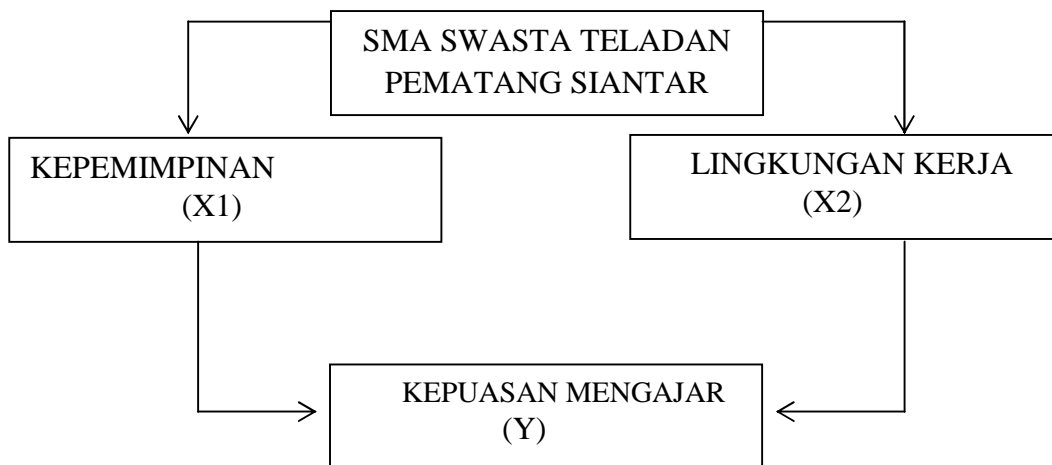 SMA SWASTA TELADAN
PEMATANG SIANTAR
KEPEMIMPINAN
(X1)
LINGKUNGAN KERJA
(X2)
KEPUASAN MENGAJAR
(Y)